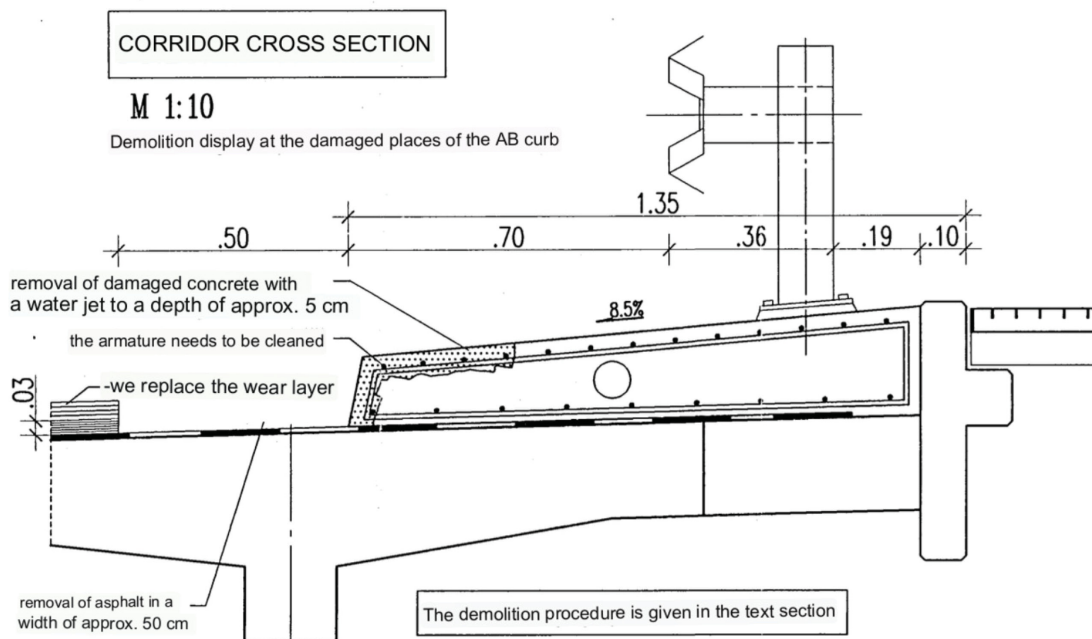 CORRIDOR CROSS SECTION
M 1:10
Demolition display at the damaged places of the AB curb
1.35
.50
.70
.36
.19
.10
removal of damaged concrete with
a water jet to a depth of approx. 5 cm
8.5%
the armature needs to be cleaned
-we replace the wear layer
.03
removal of asphalt in a
width of approx. 50 cm
The demolition procedure is given in the text section